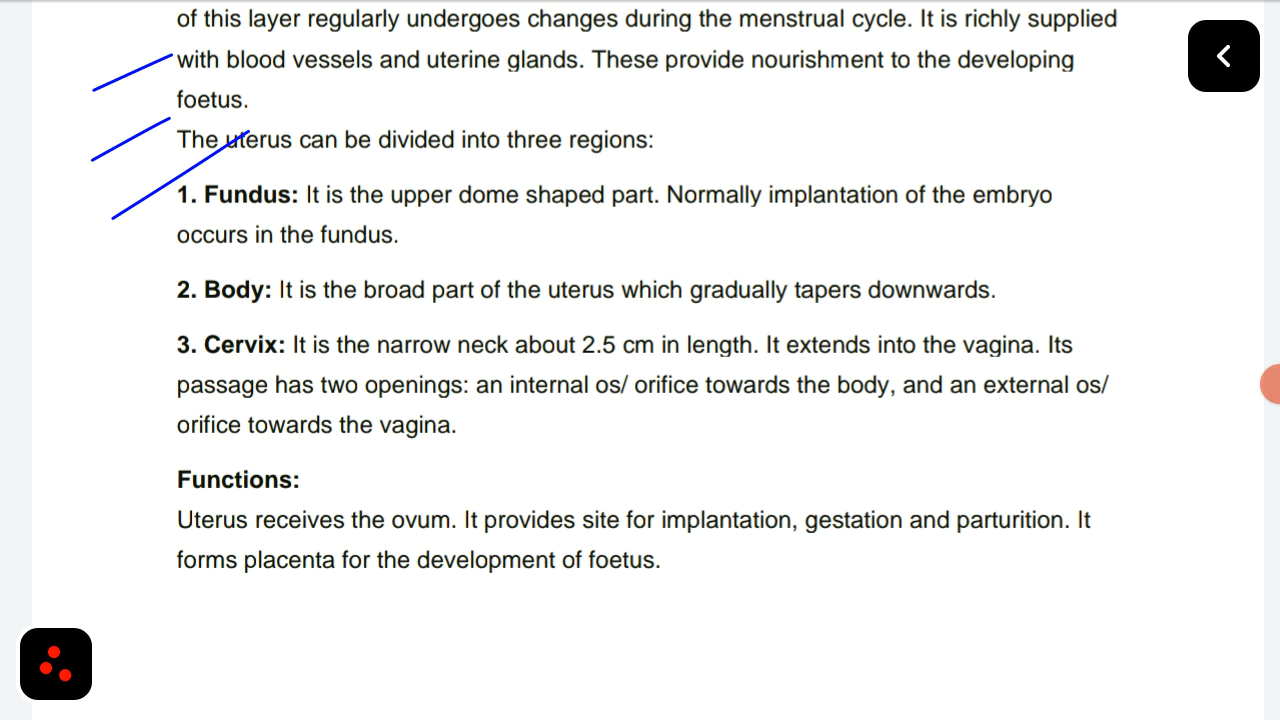 of this layer regularly undergoes changes during the menstrual cycle. It is richly supplied
with blood vessels and uterine glands. These provide nourishment to the developing
foetus.
The uterus can be divided into three regions:
1. Fundus: It is the upper dome shaped part. Normally implantation of the embryo
occurs in the fundus.
2. Body: It is the broad part of the uterus which gradually tapers downwards.
3. Cervix: It is the narrow neck about 2.5 cm in length. It extends into the vagina. Its
passage has two openings: an internal os/ orifice towards the body, and an external os/
orifice towards the vagina.
Functions:
Uterus receives the ovum. It provides site for implantation, gestation and parturition. It
forms placenta for the development of foetus.